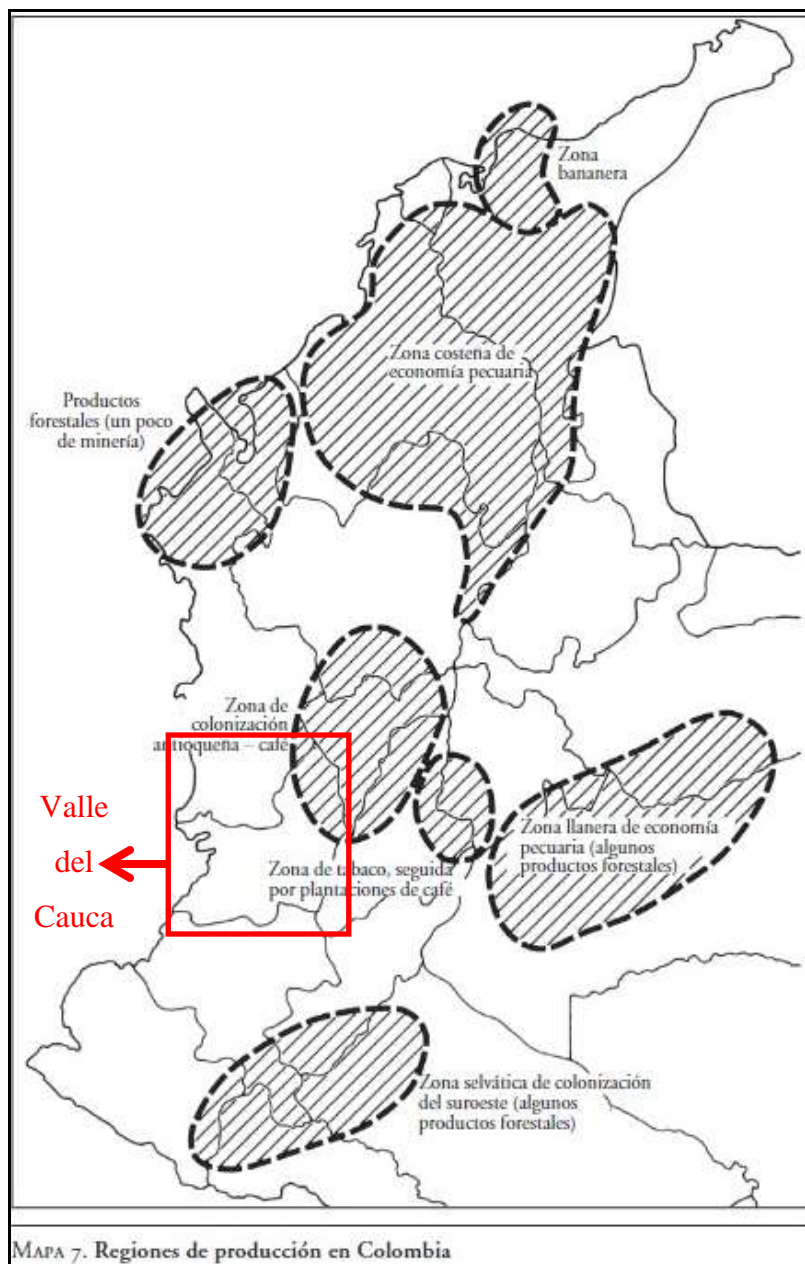 Zona
bananera
Zona costeña de
economía pecuaria
Productos
forestales (un poco
de minería)
Zona de
colonización
antioqueña – café
Valle
del
Cauca
Zona de tabaco, seguida
por plantaciones de café
Zona llanera de economía
pecuaria (algunos
productos forestales)
Zona selvática de colonización
del suroeste (algunos
productos forestales)
MAPA 7. Regiones de producción en Colombia